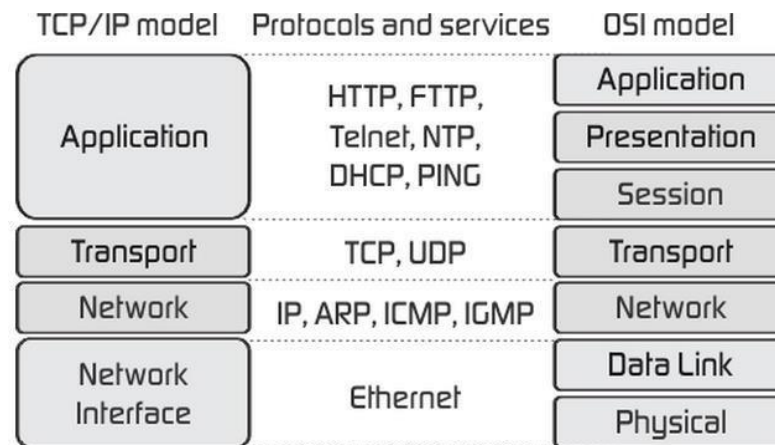 TCP/IP model Protocols and services OSI model
Application
HTTP, FTTP,
Telnet, NTP,
DHCP, PING
Application
Presentation
Session
Transport TCP, UDP Transport
Network IP, ARP, ICMP, IGMP Network
Network
Interface
Ethernet
Data Link
Physical